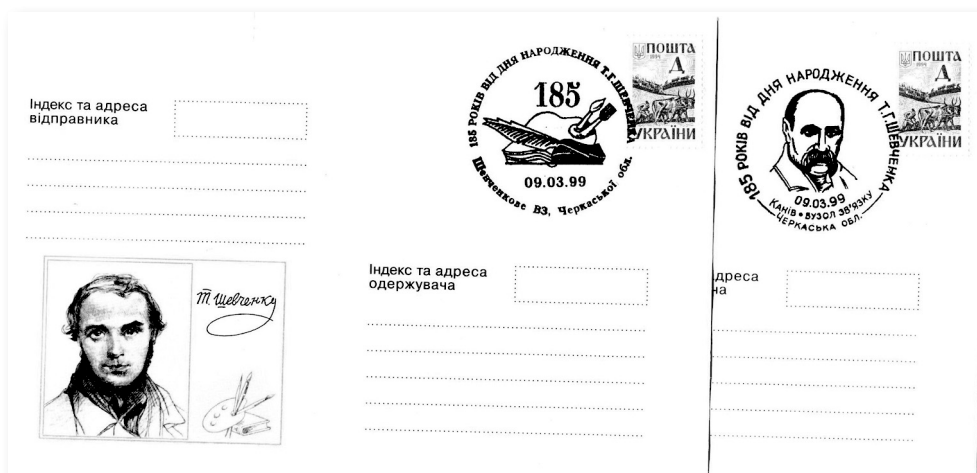 Індекс та адреса
відправника
Т Шевченко
185 РОКІВ ВІД ДНЯ НАРОДЖЕННЯ Т.Г.ШЕВЧЕНКА
185
09.03.99
Шевченкове ВЗ, Черкаської обл.
ПОШТА
Д
УКРАЇНИ
Індекс та адреса
одержувача
185 РОКІВ ВІД ДНЯ НАРОДЖЕННЯ Т.Г.ШЕВЧЕНКА
09.03.99
КАНІВ • ВУЗОЛ ЗВ'ЯЗКУ
ЧЕРКАСЬКА ОБЛ.
ПОШТА
Д
УКРАЇНИ
дреса
ча